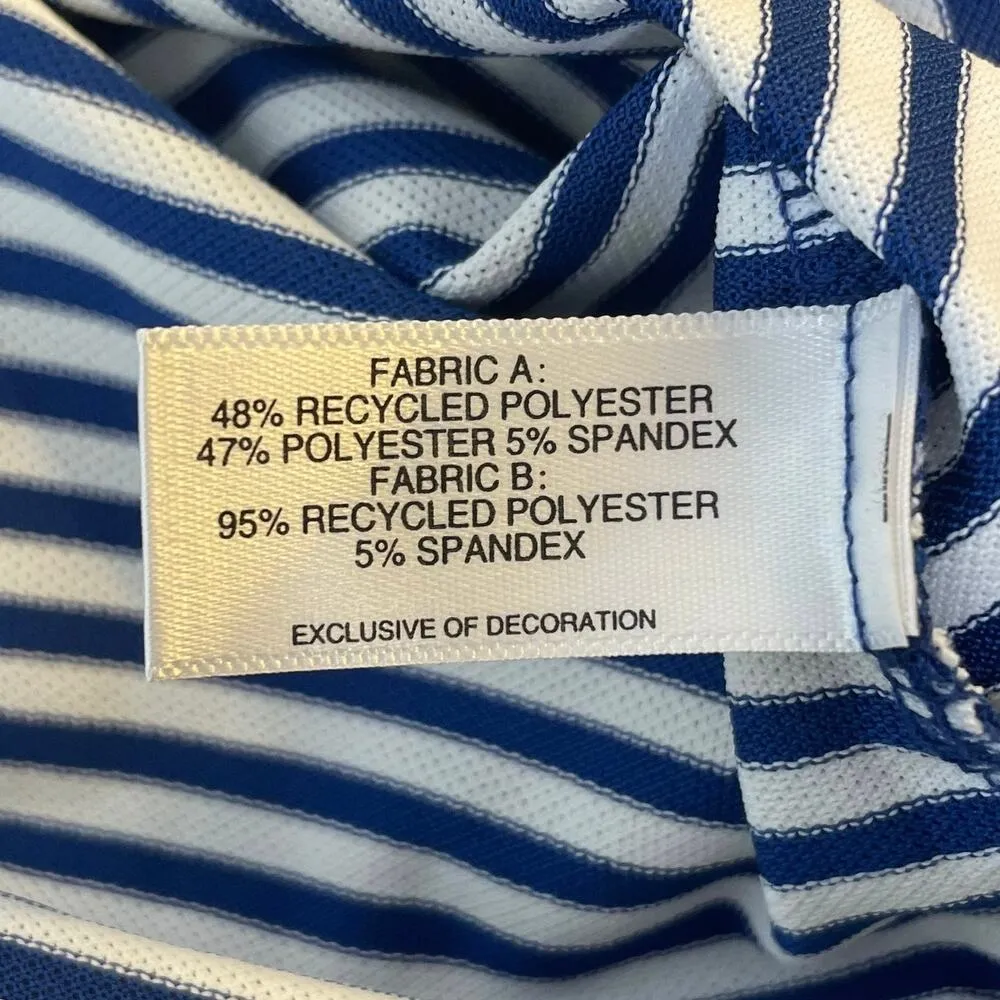 FABRIC A:
48% RECYCLED POLYESTER
47% POLYESTER 5% SPANDEX
FABRIC B:
95% RECYCLED POLYESTER
5% SPANDEX
EXCLUSIVE OF DECORATION